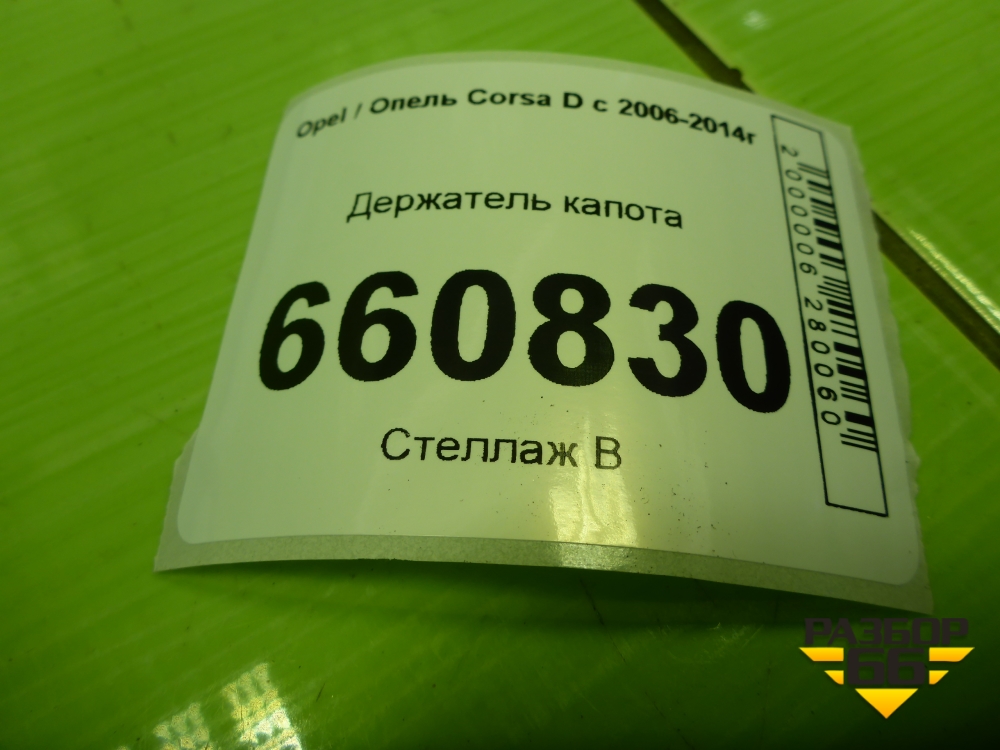 Opel / Опель Corsa D с 2006-2014г
Держатель капота
660830
Стеллаж В
2000006280060
РАЗБОР
66